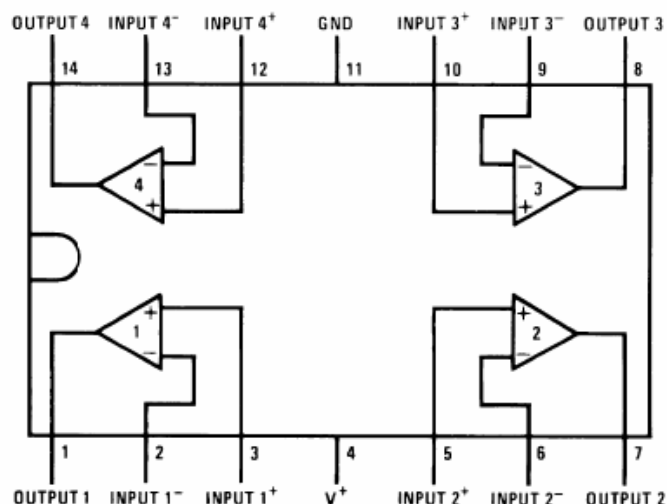 OUTPUT 4 INPUT 4⁻ INPUT 4⁺ GND INPUT 3⁺ INPUT 3⁻ OUTPUT 3
14 13 12 11 10 9 8
− −
4 3
+ +
+ +
1 2
− −
1 2 3 4 5 6 7
OUTPUT 1 INPUT 1⁻ INPUT 1⁺ V⁺ INPUT 2⁺ INPUT 2⁻ OUTPUT 2